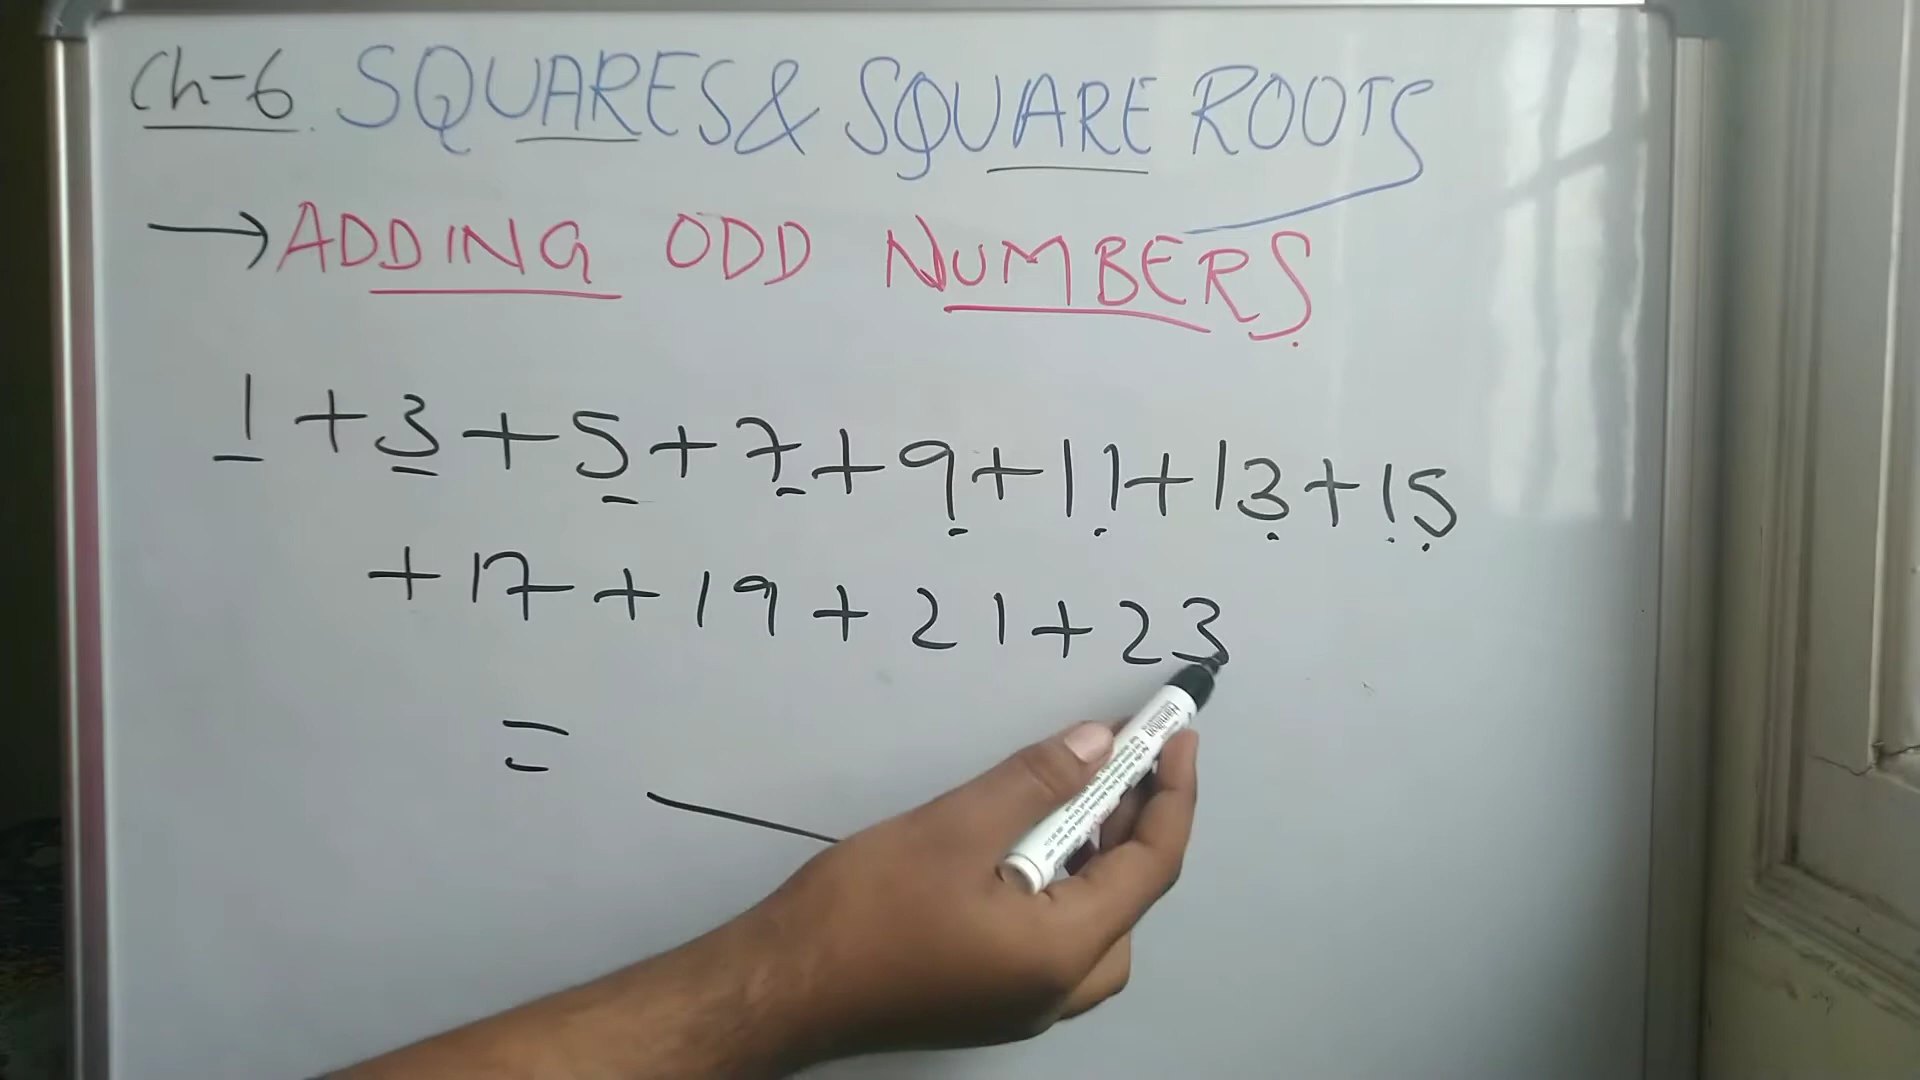 Ch-6 SQUARES & SQUARE ROOTS
→ ADDING ODD NUMBERS
1 + 3 + 5 + 7 + 9 + 11 + 13 + 15
+ 17 + 19 + 21 + 23
=